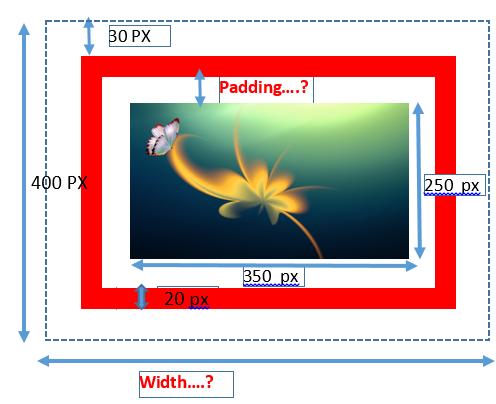 30 PX
Padding....?
400 PX
250 px
350 px
20 px
Width....?